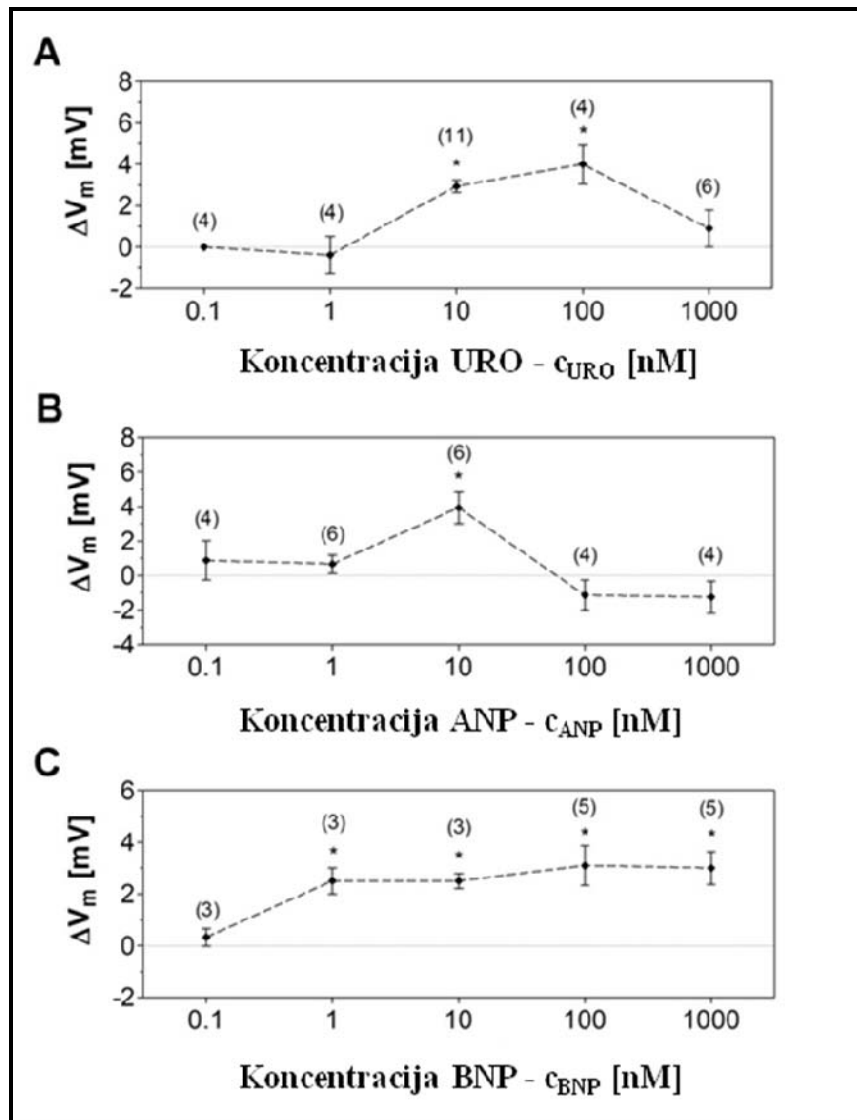 A
8
(4)
(11)
*
*
6
4
(4)
(4)
(6)
2
0
-2
ΔVm [mV]
0.1 1 10 100 1000
Koncentracija URO - cURO [nM]
B
8
(6)
6
*
4
(4)
(6)
(4)
(4)
2
0
-2
-4
ΔVm [mV]
0.1 1 10 100 1000
Koncentracija ANP - cANP [nM]
C
6
(3) (3) (5) (5)
* * * *
4
(3)
2
0
-2
ΔVm [mV]
0.1 1 10 100 1000
Koncentracija BNP - cBNP [nM]